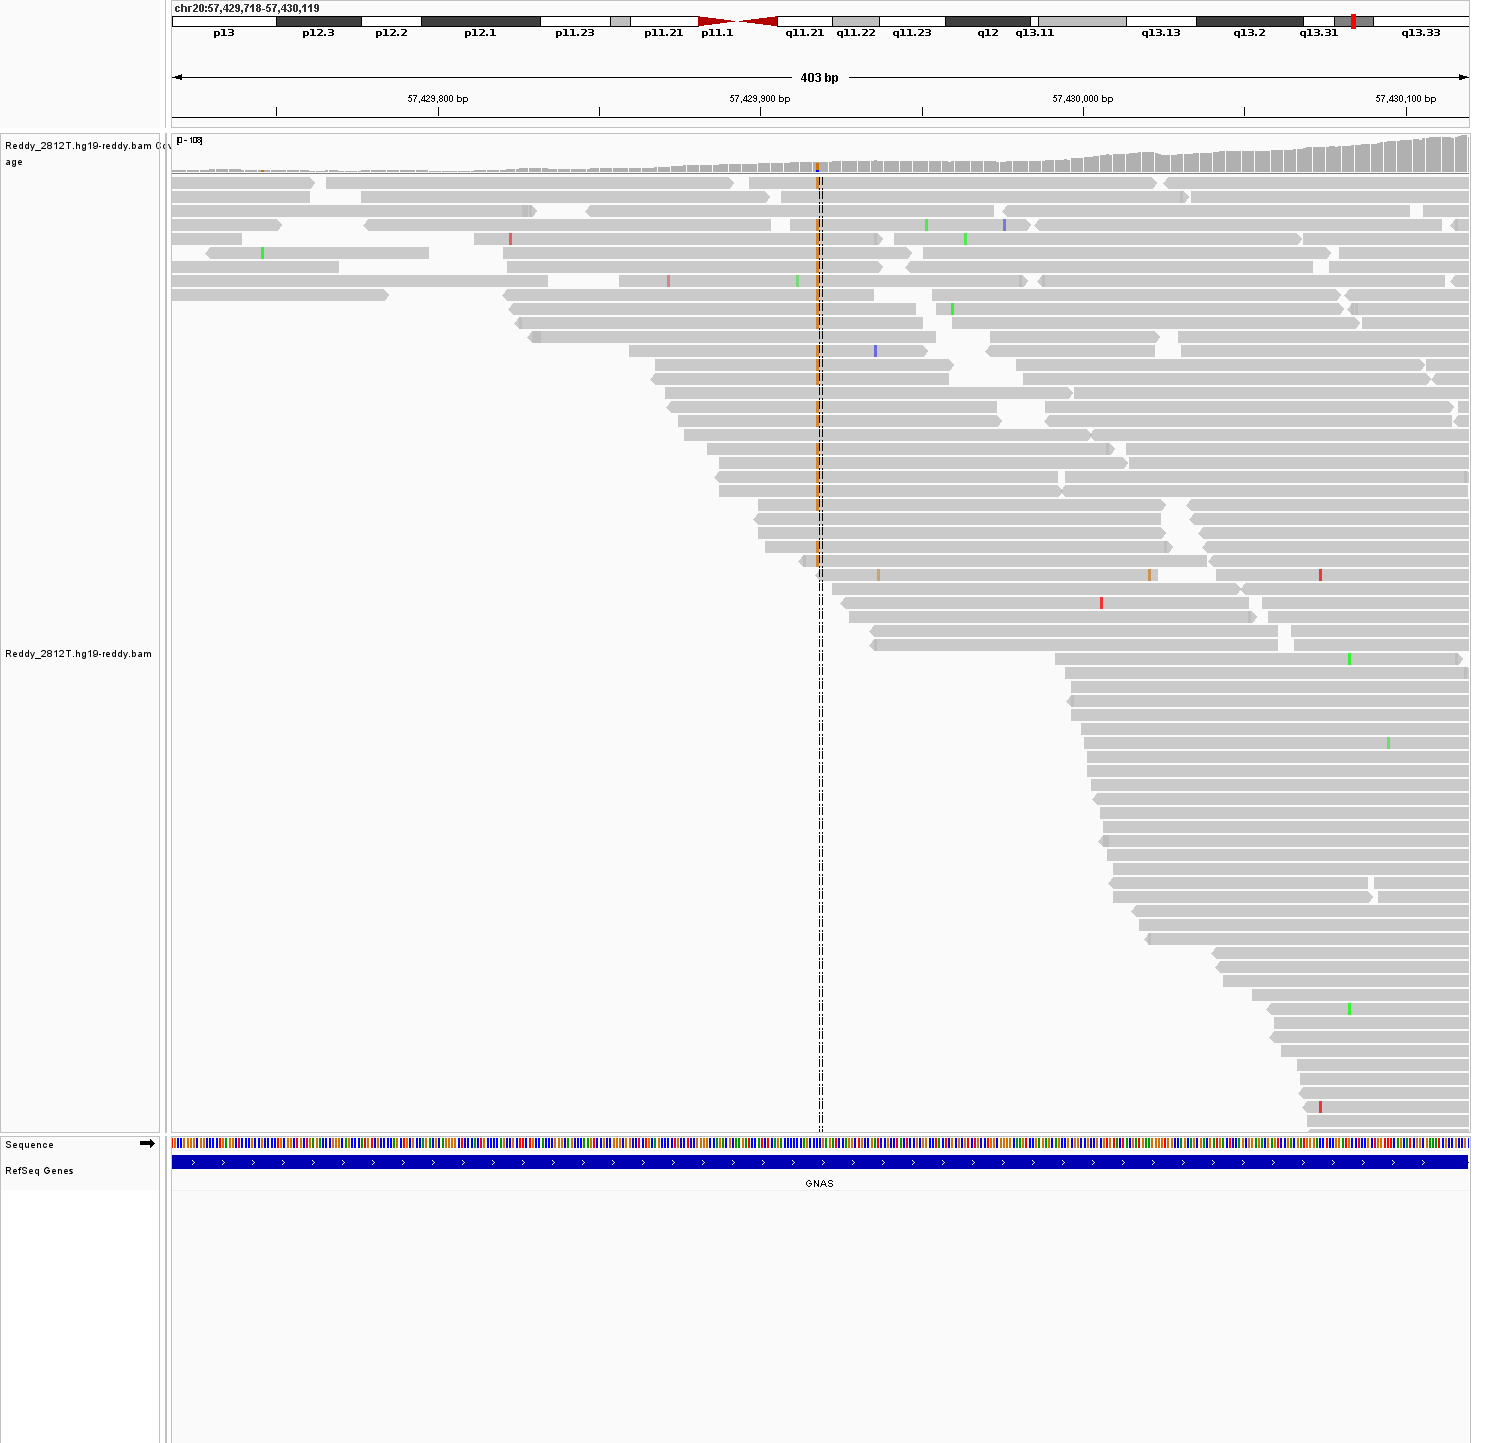 chr20:57,429,718-57,430,119
p13 p12.3 p12.2 p12.1 p11.23 p11.21 p11.1 q11.21 q11.22 q11.23 q12 q13.11 q13.13 q13.2 q13.31 q13.33
403 bp
57,429,800 bp 57,429,900 bp 57,430,000 bp 57,430,100 bp
[0 - 108]
Reddy_2812T.hg19-reddy.bam Cov
age
Reddy_2812T.hg19-reddy.bam
Sequence
RefSeq Genes
GNAS